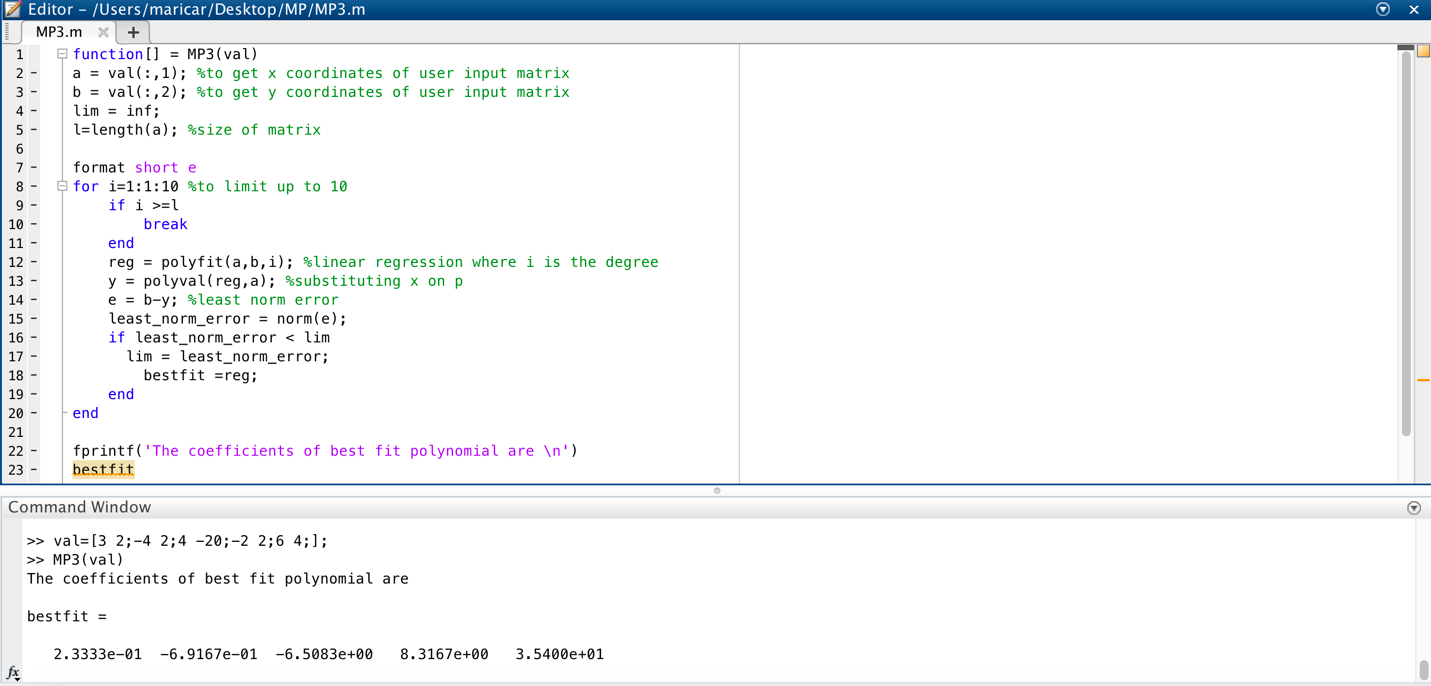 Editor – /Users/maricar/Desktop/MP/MP3.m
MP3.m
1 function[] = MP3(val)
2 - a = val(:,1); %to get x coordinates of user input matrix
3 - b = val(:,2); %to get y coordinates of user input matrix
4 - lim = inf;
5 - l=length(a); %size of matrix
6
7 - format short e
8 - for i=1:1:10 %to limit up to 10
9 - if i >=l
10 - break
11 - end
12 - reg = polyfit(a,b,i); %linear regression where i is the degree
13 - y = polyval(reg,a); %substituting x on p
14 - e = b-y; %least norm error
15 - least_norm_error = norm(e);
16 - if least_norm_error < lim
17 - lim = least_norm_error;
18 - bestfit =reg;
19 - end
20 - end
21
22 - fprintf('The coefficients of best fit polynomial are \n')
23 - bestfit
Command Window
>> val=[3 2;-4 2;4 -20;-2 2;6 4;];
>> MP3(val)
The coefficients of best fit polynomial are
bestfit =
2.3333e-01 -6.9167e-01 -6.5083e+00 8.3167e+00 3.5400e+01
fx